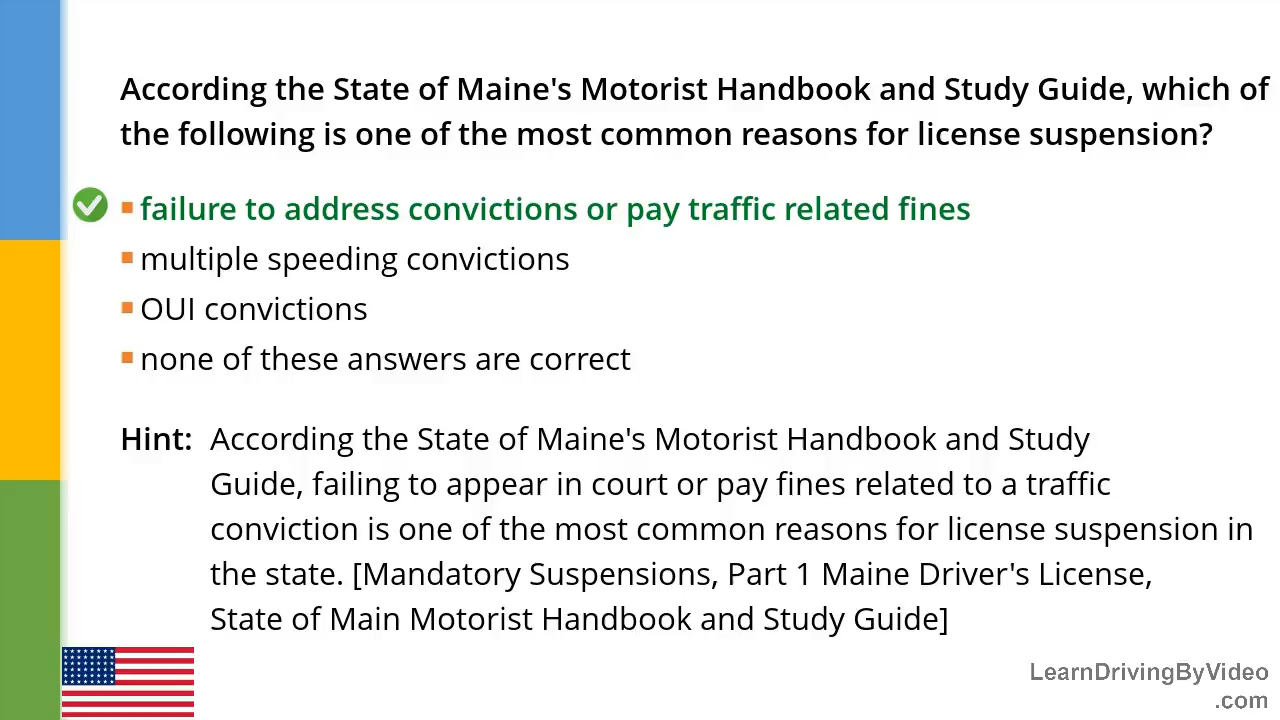 According the State of Maine's Motorist Handbook and Study Guide, which of
the following is one of the most common reasons for license suspension?
failure to address convictions or pay traffic related fines
multiple speeding convictions
OUI convictions
none of these answers are correct
Hint: According the State of Maine's Motorist Handbook and Study
Guide, failing to appear in court or pay fines related to a traffic
conviction is one of the most common reasons for license suspension in
the state. [Mandatory Suspensions, Part 1 Maine Driver's License,
State of Main Motorist Handbook and Study Guide]
LearnDrivingByVideo
.com